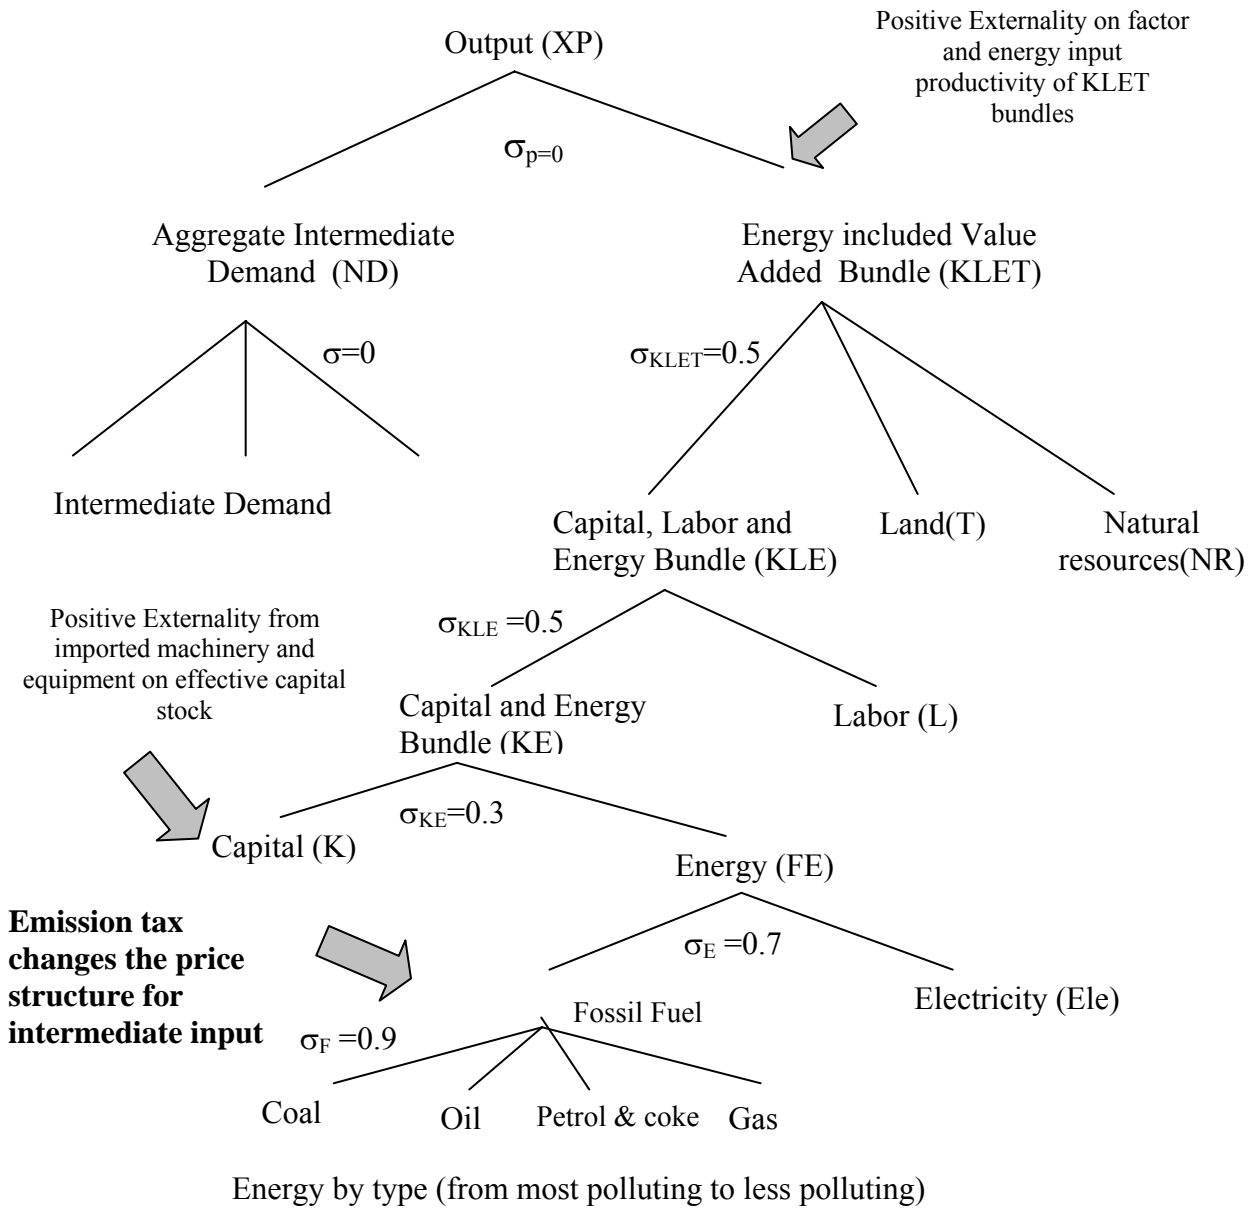 Output (XP)
Positive Externality on factor
and energy input
productivity of KLET
bundles
σp=0
Aggregate Intermediate
Demand (ND)
Energy included Value
Added Bundle (KLET)
σ=0
σKLET=0.5
Intermediate Demand
Capital, Labor and
Energy Bundle (KLE)
Land(T)
Natural
resources(NR)
Positive Externality from
imported machinery and
equipment on effective capital
stock
σKLE =0.5
Capital and Energy
Bundle (KE)
Labor (L)
σKE=0.3
Capital (K)
Energy (FE)
Emission tax
changes the price
structure for
intermediate input
σE =0.7
Electricity (Ele)
Fossil Fuel
σF =0.9
Coal
Oil
Petrol & coke
Gas
Energy by type (from most polluting to less polluting)